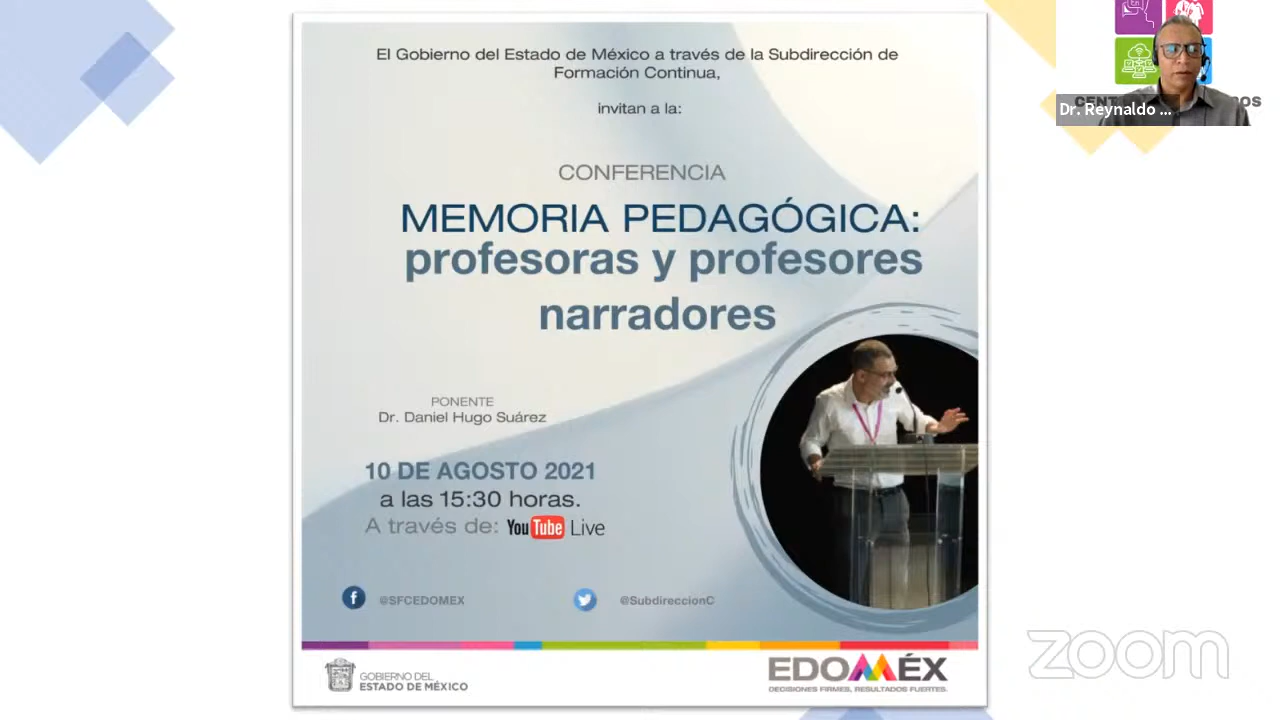 El Gobierno del Estado de México a través de la Subdirección de
Formación Continua,
invitan a la:
CONFERENCIA
MEMORIA PEDAGÓGICA:
profesoras y profesores
narradores
PONENTE
Dr. Daniel Hugo Suárez
10 DE AGOSTO 2021
a las 15:30 horas.
A través de: YouTube Live
@SFCEDOMEX
@SubdireccionC
GOBIERNO DEL
ESTADO DE MÉXICO
EDOMÉX
DECISIONES FIRMES, RESULTADOS FUERTES.
Dr. Reynaldo ...
zoom